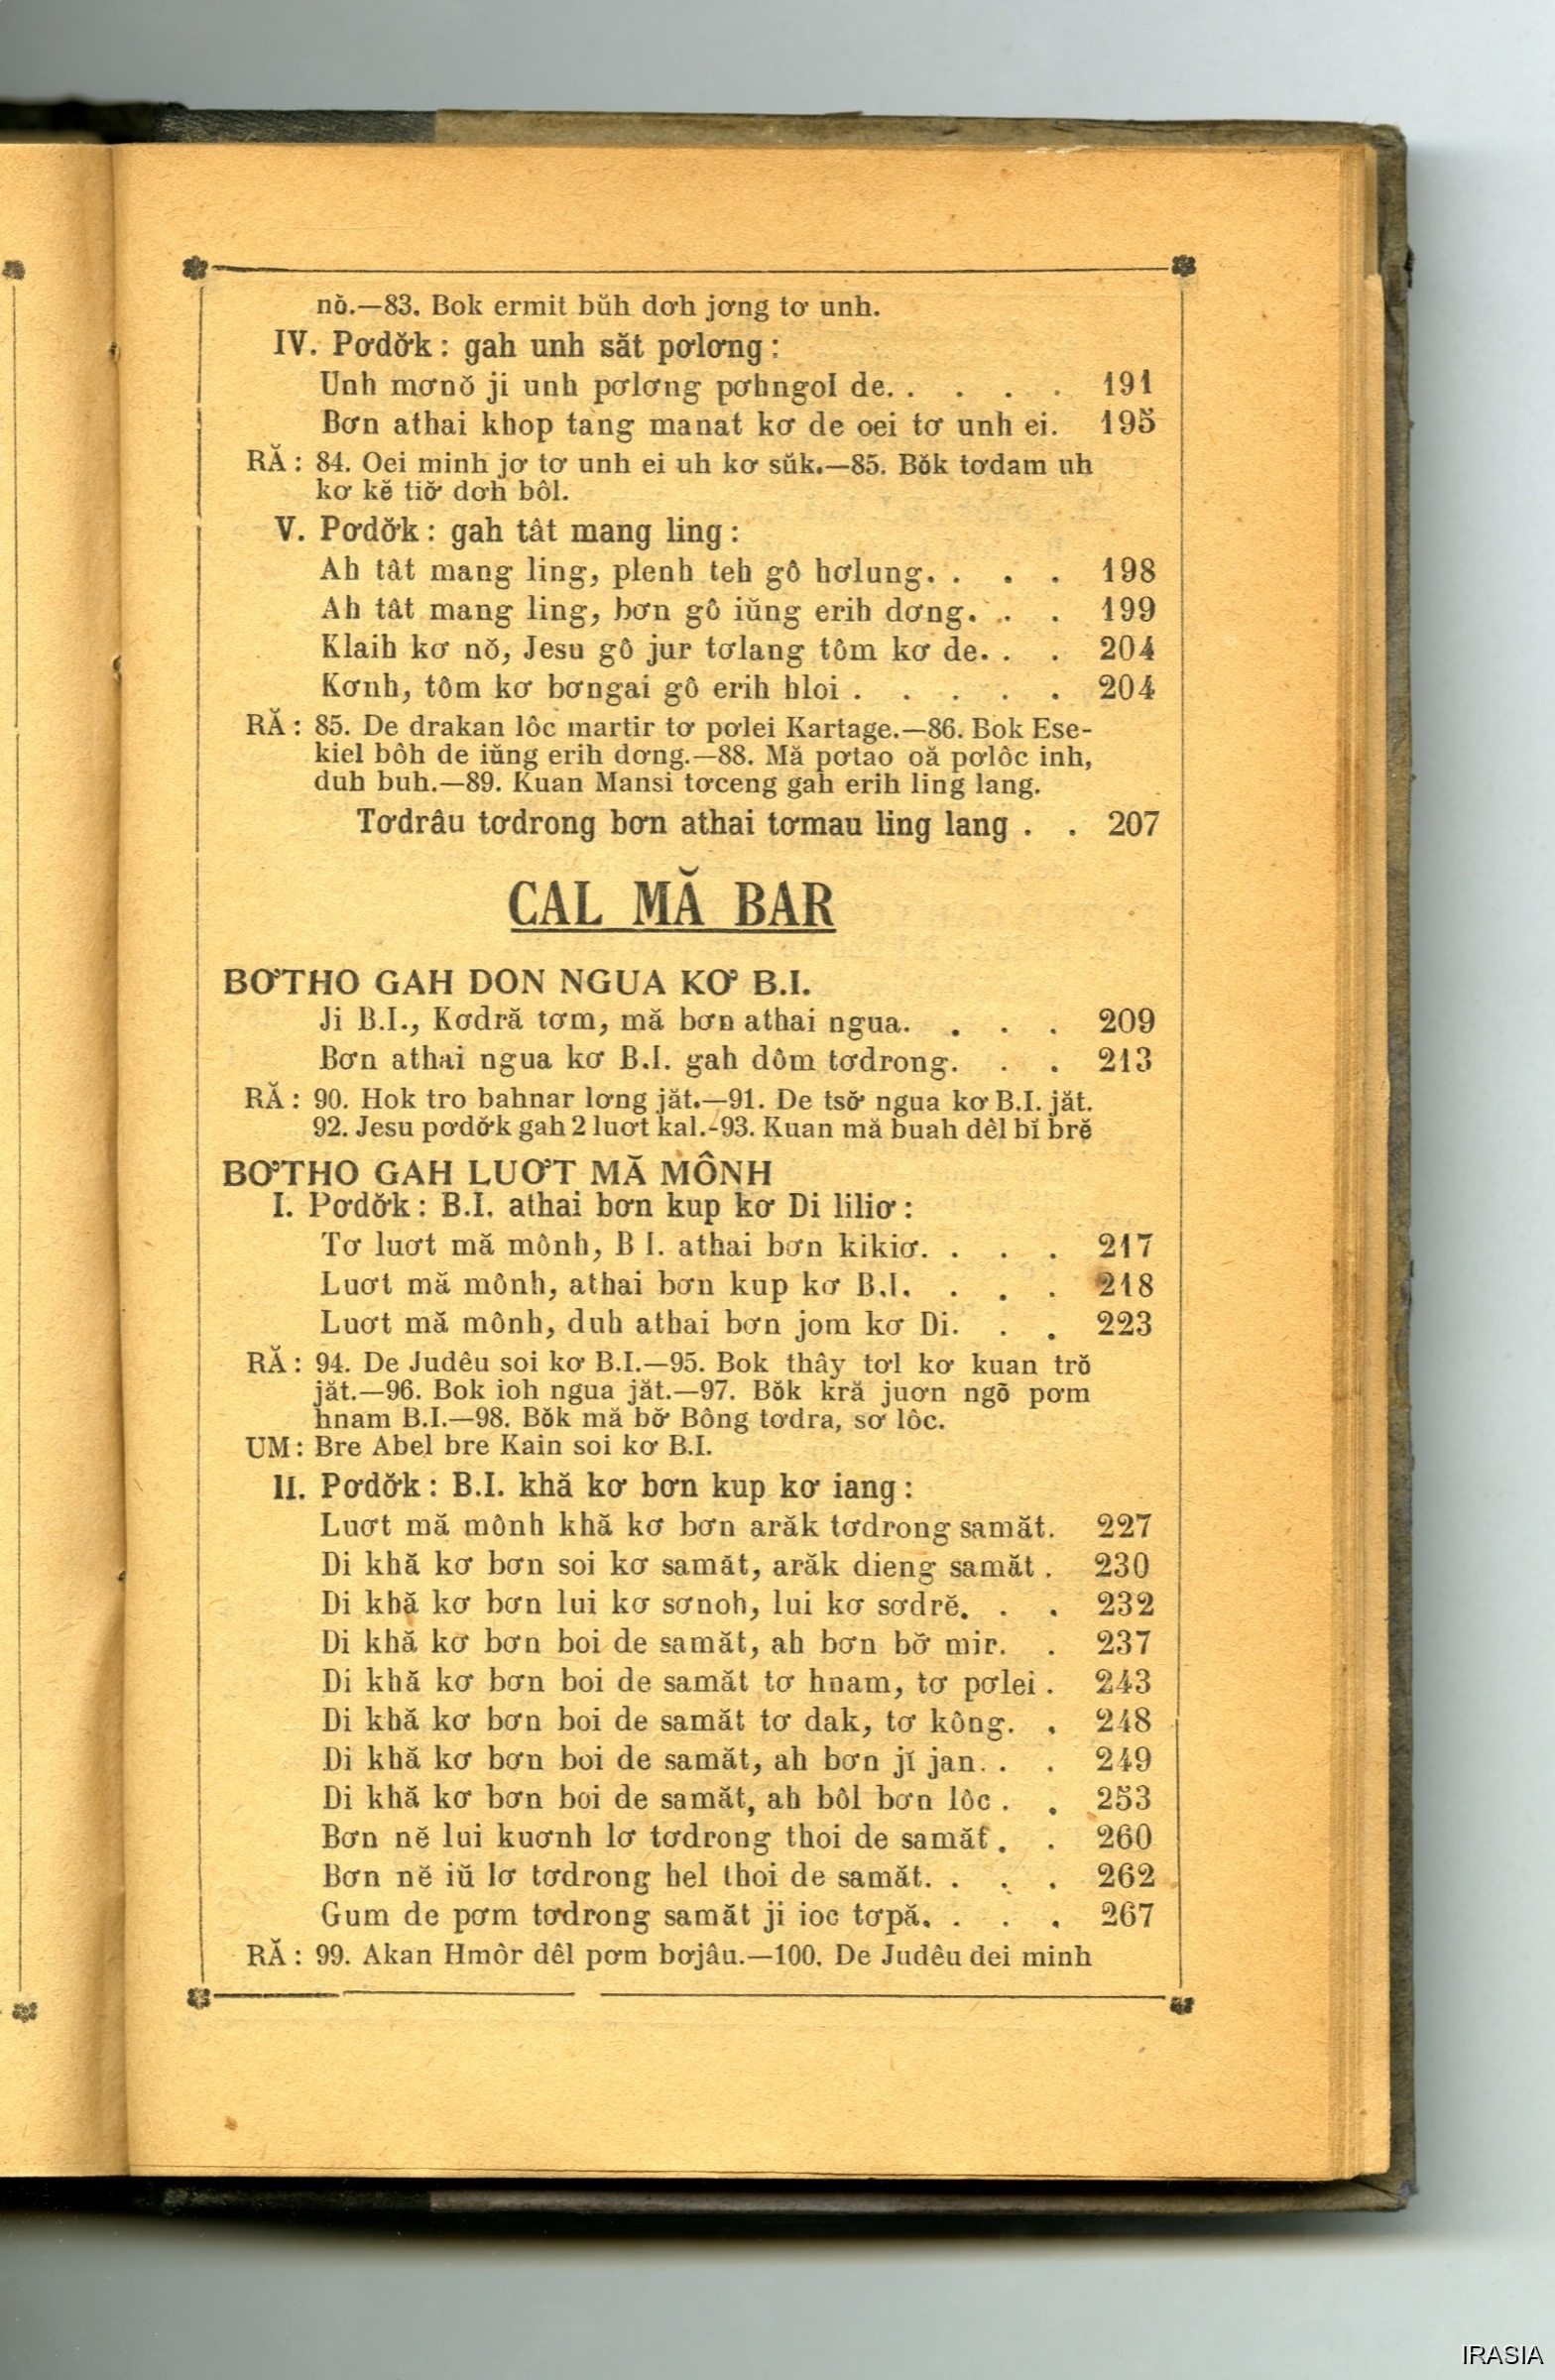 nŏ.—83. Bok ermit bŭh dơh jơng tơ unh.
IV. Pơdơ̆k : gah unh săt pơlơng :
Unh mơnŏ ji unh pơlơng pơhngol de. . . . . 191
Bơn athai khop tang manat kơ de oei tơ unh ei. 195
RĂ : 84. Oei minh jơ tơ unh ei uh kơ sŭk.—85. Bŏk tơdam uh
kơ kĕ tiơ̆ dơh bôl.
V. Pơdơ̆k : gah tât mang ling :
Ah tât mang ling, plenh teh gô hơlung. . . . 198
Ah tât mang ling, bơn gô iŭng erih dơng. . . 199
Klaih kơ nŏ, Jesu gô jur tơlang tôm kơ de. . . 204
Kơnh, tôm kơ bơngai gô erih hloi . . . . . 204
RĂ : 85. De drakan lôc martir tơ pơlei Kartage.—86. Bok Ese-
kiel bôh de iŭng erih dơng.—88. Mă pơtao oă pơlôc inh,
duh buh.—89. Kuan Mansi tơceng gah erih ling lang.
Tơdrâu tơdrong bơn athai tơmau ling lang . . 207
CAL MĂ BAR
BƠTHO GAH DON NGUA KƠ B.I.
Ji B.I., Kơdră tơm, mă bơn athai ngua. . . . 209
Bơn athai ngua kơ B.I. gah dôm tơdrong. . . 213
RĂ : 90. Hok tro bahnar lơng jăt.—91. De tsơ̆ ngua kơ B.I. jăt.
92. Jesu pơdơ̆k gah 2 luơt kal.-93. Kuan mă buah dêl bĭ brĕ
BƠTHO GAH LUƠT MĂ MÔNH
I. Pơdơ̆k : B.I. athai bơn kup kơ Di liliơ :
Tơ luơt mă mônh, B I. athai bơn kikiơ. . . . 217
Luơt mă mônh, athai bơn kup kơ B.I. . . . 218
Luơt mă mônh, duh athai bơn jom kơ Di. . . 223
RĂ : 94. De Judêu soi kơ B.I.—95. Bok thây tơl kơ kuan trŏ
jăt.—96. Bok ioh ngua jăt.—97. Bŏk kră juơn ngŏ pơm
hnam B.I.—98. Bŏk mă bơ̆ Bông tơdra, sơ lôc.
UM : Bre Abel bre Kain soi kơ B.I.
II. Pơdơ̆k : B.I. khă kơ bơn kup kơ iang :
Luơt mă mônh khă kơ bơn arăk tơdrong samăt. 227
Di khă kơ bơn soi kơ samăt, arăk dieng samăt . 230
Di khă kơ bơn lui kơ sơnoh, lui kơ sơdrĕ. . . 232
Di khă kơ bơn boi de samăt, ah bơn bơ̆ mir. . 237
Di khă kơ bơn boi de samăt tơ hnam, tơ pơlei . 243
Di khă kơ bơn boi de samăt tơ dak, tơ kông. . 248
Di khă kơ bơn boi de samăt, ah bơn jĭ jan. . . 249
Di khă kơ bơn boi de samăt, ah bôl bơn lôc . . 253
Bơn nĕ lui kuơnh lơ tơdrong thoi de samăt . . 260
Bơn nĕ iŭ lơ tơdrong hel thoi de samăt. . . . 262
Gum de pơm tơdrong samăt ji ioc tơpă. . . . 267
RĂ : 99. Akan Hmôr dêl pơm bơjâu.—100. De Judêu dei minh
IRASIA